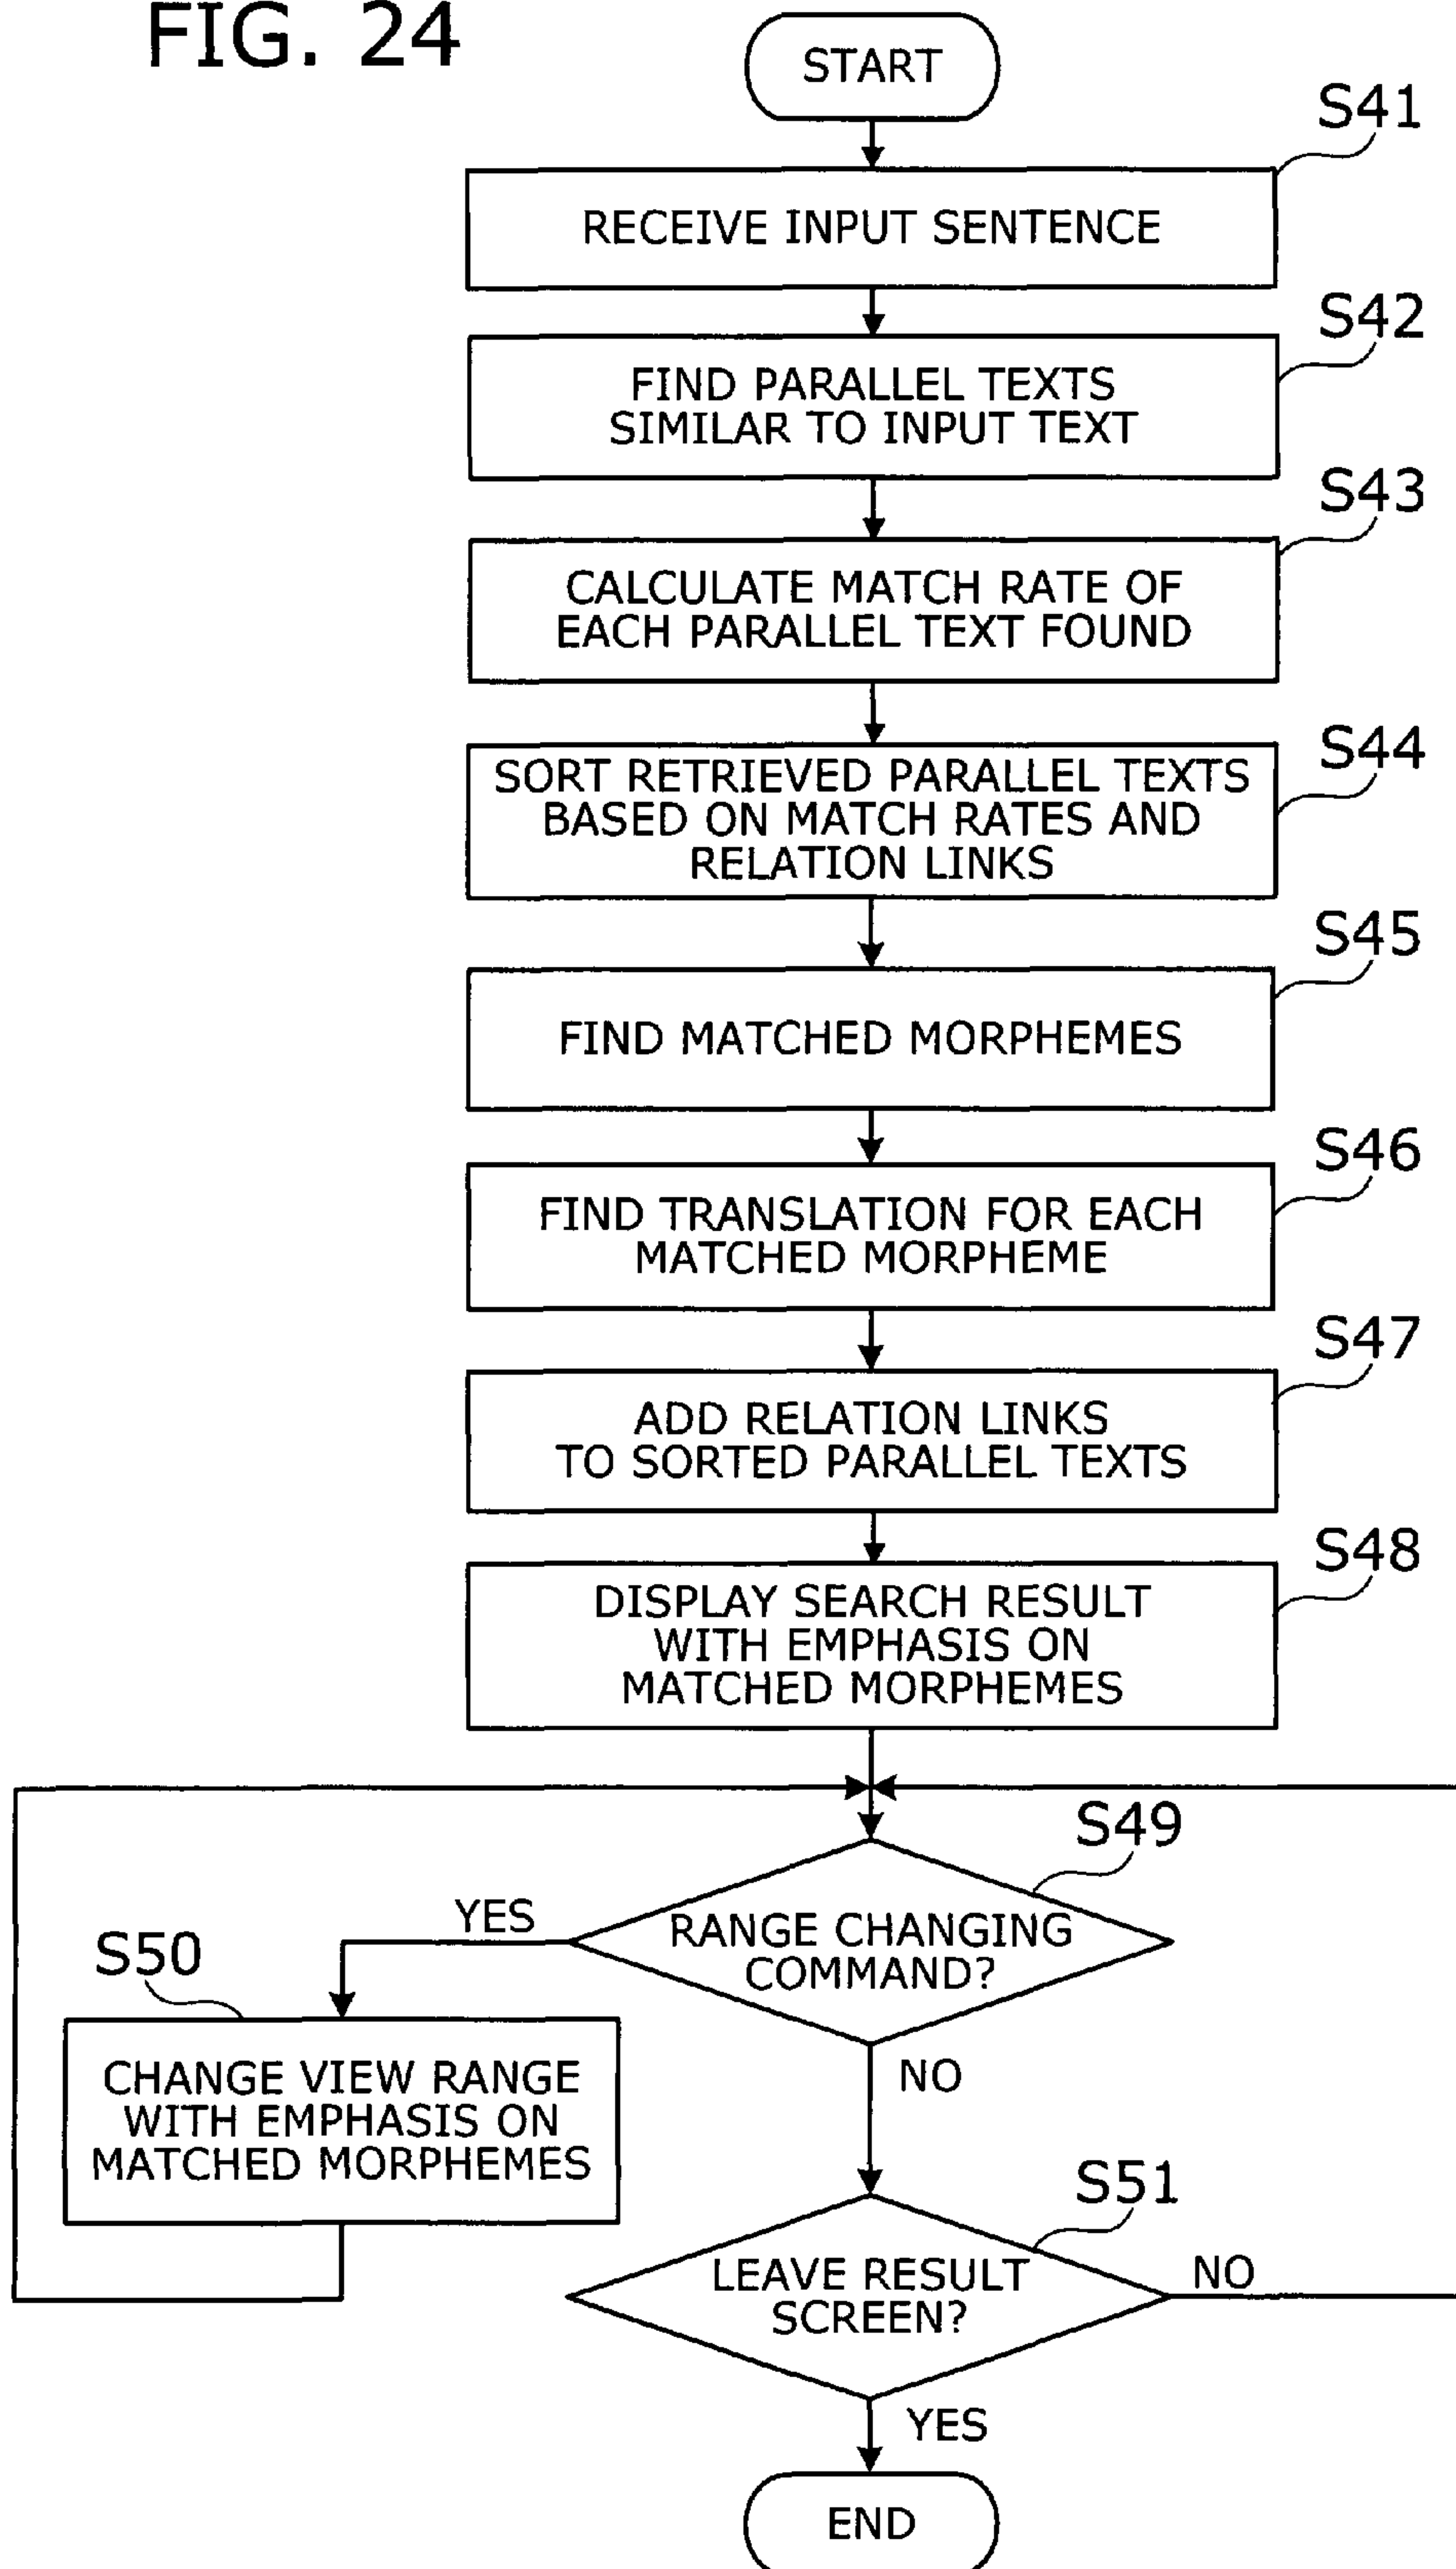 FIG. 24
START
S41
RECEIVE INPUT SENTENCE
S42
FIND PARALLEL TEXTS
SIMILAR TO INPUT TEXT
S43
CALCULATE MATCH RATE OF
EACH PARALLEL TEXT FOUND
S44
SORT RETRIEVED PARALLEL TEXTS
BASED ON MATCH RATES AND
RELATION LINKS
S45
FIND MATCHED MORPHEMES
S46
FIND TRANSLATION FOR EACH
MATCHED MORPHEME
S47
ADD RELATION LINKS
TO SORTED PARALLEL TEXTS
S48
DISPLAY SEARCH RESULT
WITH EMPHASIS ON
MATCHED MORPHEMES
S49
RANGE CHANGING
COMMAND?
YES
S50
CHANGE VIEW RANGE
WITH EMPHASIS ON
MATCHED MORPHEMES
NO
S51
LEAVE RESULT
SCREEN?
NO
YES
END